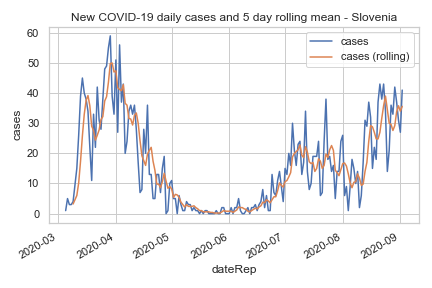 New COVID-19 daily cases and 5 day rolling mean - Slovenia
cases
cases (rolling)
60
50
40
30
20
10
0
cases
2020-03
2020-04
2020-05
2020-06
2020-07
2020-08
2020-09
dateRep